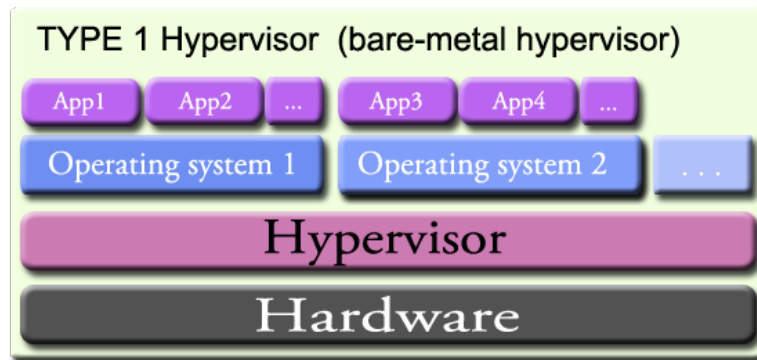 TYPE 1 Hypervisor (bare-metal hypervisor)
App1 App2 ... App3 App4 ...
Operating system 1 Operating system 2 . . .
Hypervisor
Hardware